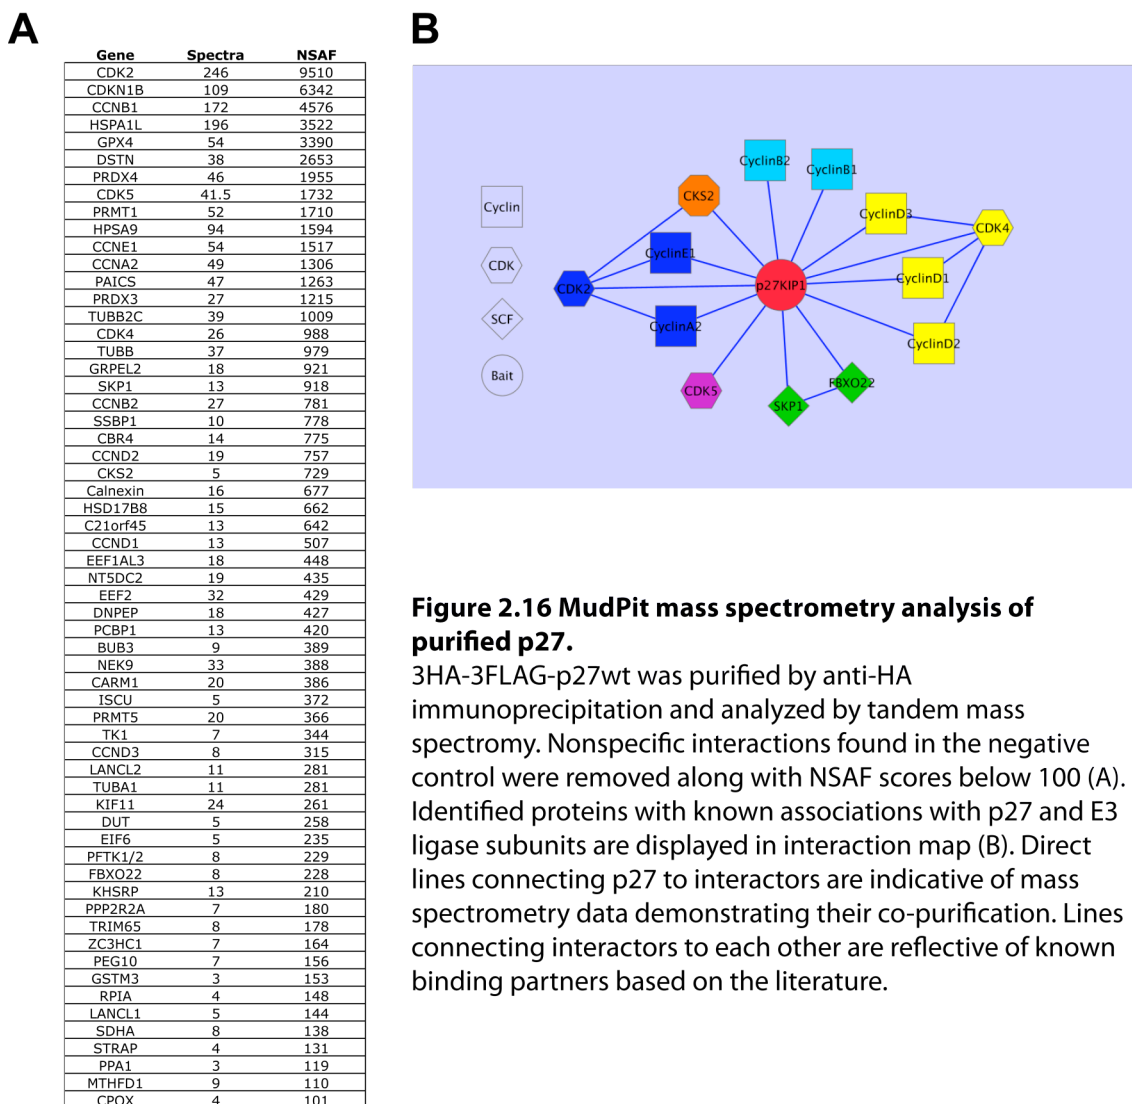 A
Gene Spectra NSAF
CDK2 246 9510
CDKN1B 109 6342
CCNB1 172 4576
HSPA1L 196 3522
GPX4 54 3390
DSTN 38 2653
PRDX4 46 1955
CDK5 41.5 1732
PRMT1 52 1710
HPSA9 94 1594
CCNE1 54 1517
CCNA2 49 1306
PAICS 47 1263
PRDX3 27 1215
TUBB2C 39 1009
CDK4 26 988
TUBB 37 979
GRPEL2 18 921
SKP1 13 918
CCNB2 27 781
SSBP1 10 778
CBR4 14 775
CCND2 19 757
CKS2 5 729
Calnexin 16 677
HSD17B8 15 662
C21orf45 13 642
CCND1 13 507
EEF1AL3 18 448
NT5DC2 19 435
EEF2 32 429
DNPEP 18 427
PCBP1 13 420
BUB3 9 389
NEK9 33 388
CARM1 20 386
ISCU 5 372
PRMT5 20 366
TK1 7 344
CCND3 8 315
LANCL2 11 281
TUBA1 11 281
KIF11 24 261
DUT 5 258
EIF6 5 235
PFTK1/2 8 229
FBXO22 8 228
KHSRP 13 210
PPP2R2A 7 180
TRIM65 8 178
ZC3HC1 7 164
PEG10 7 156
GSTM3 3 153
RPIA 4 148
LANCL1 5 144
SDHA 8 138
STRAP 4 131
PPA1 3 119
MTHFD1 9 110
CPOX 4 101
B
CyclinB2
CyclinB1
CKS2
Cyclin
CyclinD3
CDK4
CyclinE1
CDK
CyclinD1
p27KIP1
CDK2
SCF
CyclinA2
CyclinD2
Bait
CDK5
FBXO22
SKP1
Figure 2.16 MudPit mass spectrometry analysis of
purified p27.
3HA-3FLAG-p27wt was purified by anti-HA
immunoprecipitation and analyzed by tandem mass
spectromy. Nonspecific interactions found in the negative
control were removed along with NSAF scores below 100 (A).
Identified proteins with known associations with p27 and E3
ligase subunits are displayed in interaction map (B). Direct
lines connecting p27 to interactors are indicative of mass
spectrometry data demonstrating their co-purification. Lines
connecting interactors to each other are reflective of known
binding partners based on the literature.